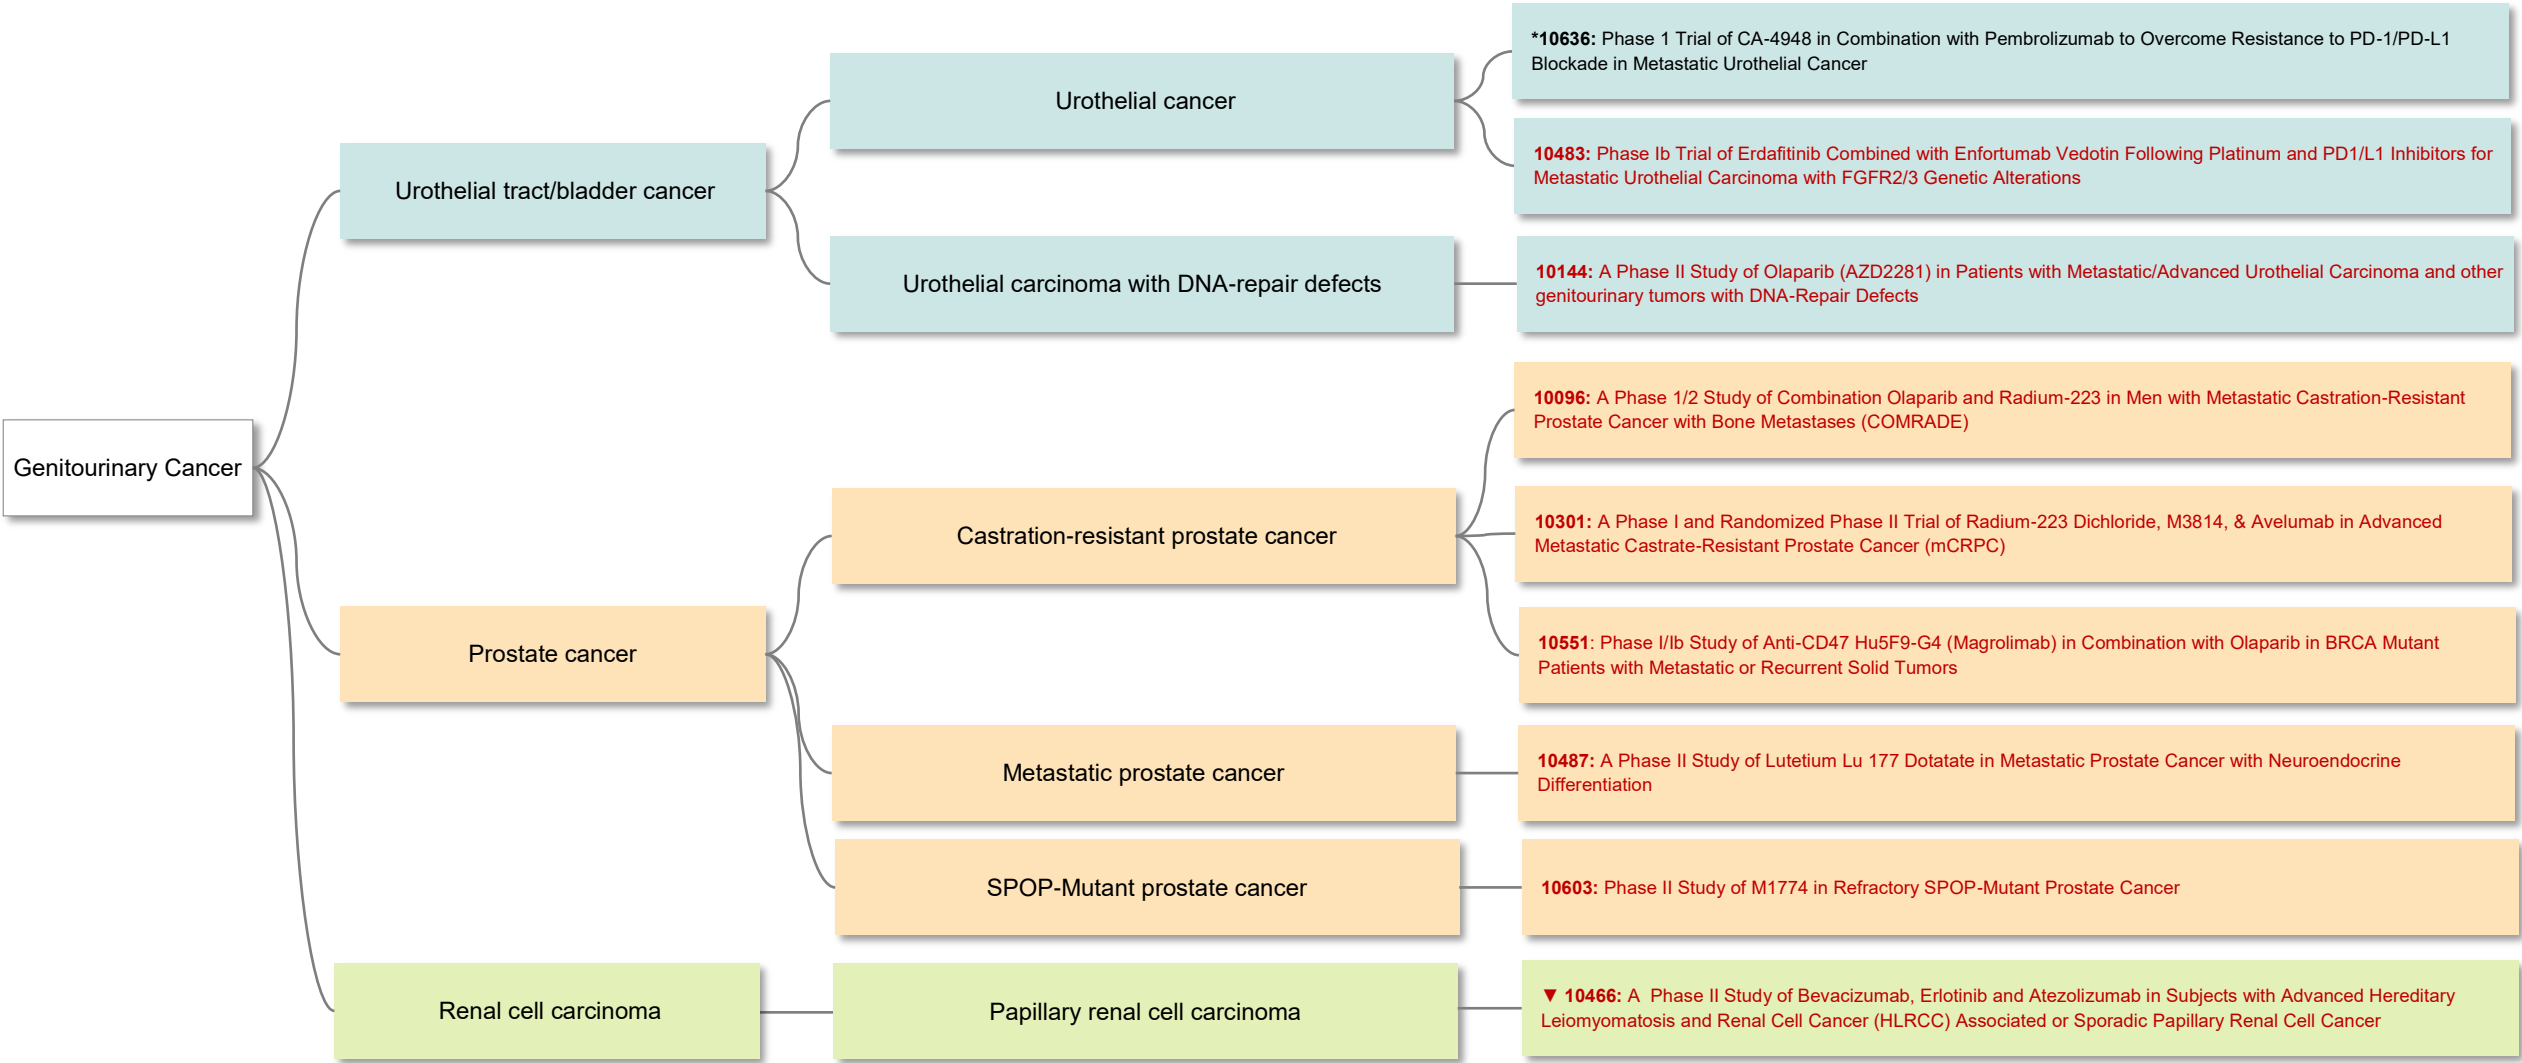 Genitourinary Cancer
Urothelial tract/bladder cancer
Urothelial cancer
*10636: Phase 1 Trial of CA-4948 in Combination with Pembrolizumab to Overcome Resistance to PD-1/PD-L1
Blockade in Metastatic Urothelial Cancer
10483: Phase Ib Trial of Erdafitinib Combined with Enfortumab Vedotin Following Platinum and PD1/L1 Inhibitors for
Metastatic Urothelial Carcinoma with FGFR2/3 Genetic Alterations
Urothelial carcinoma with DNA-repair defects
10144: A Phase II Study of Olaparib (AZD2281) in Patients with Metastatic/Advanced Urothelial Carcinoma and other
genitourinary tumors with DNA-Repair Defects
Prostate cancer
Castration-resistant prostate cancer
10096: A Phase 1/2 Study of Combination Olaparib and Radium-223 in Men with Metastatic Castration-Resistant
Prostate Cancer with Bone Metastases (COMRADE)
10301: A Phase I and Randomized Phase II Trial of Radium-223 Dichloride, M3814, & Avelumab in Advanced
Metastatic Castrate-Resistant Prostate Cancer (mCRPC)
10551: Phase I/Ib Study of Anti-CD47 Hu5F9-G4 (Magrolimab) in Combination with Olaparib in BRCA Mutant
Patients with Metastatic or Recurrent Solid Tumors
Metastatic prostate cancer
10487: A Phase II Study of Lutetium Lu 177 Dotatate in Metastatic Prostate Cancer with Neuroendocrine
Differentiation
SPOP-Mutant prostate cancer
10603: Phase II Study of M1774 in Refractory SPOP-Mutant Prostate Cancer
Renal cell carcinoma
Papillary renal cell carcinoma
▼ 10466: A Phase II Study of Bevacizumab, Erlotinib and Atezolizumab in Subjects with Advanced Hereditary
Leiomyomatosis and Renal Cell Cancer (HLRCC) Associated or Sporadic Papillary Renal Cell Cancer